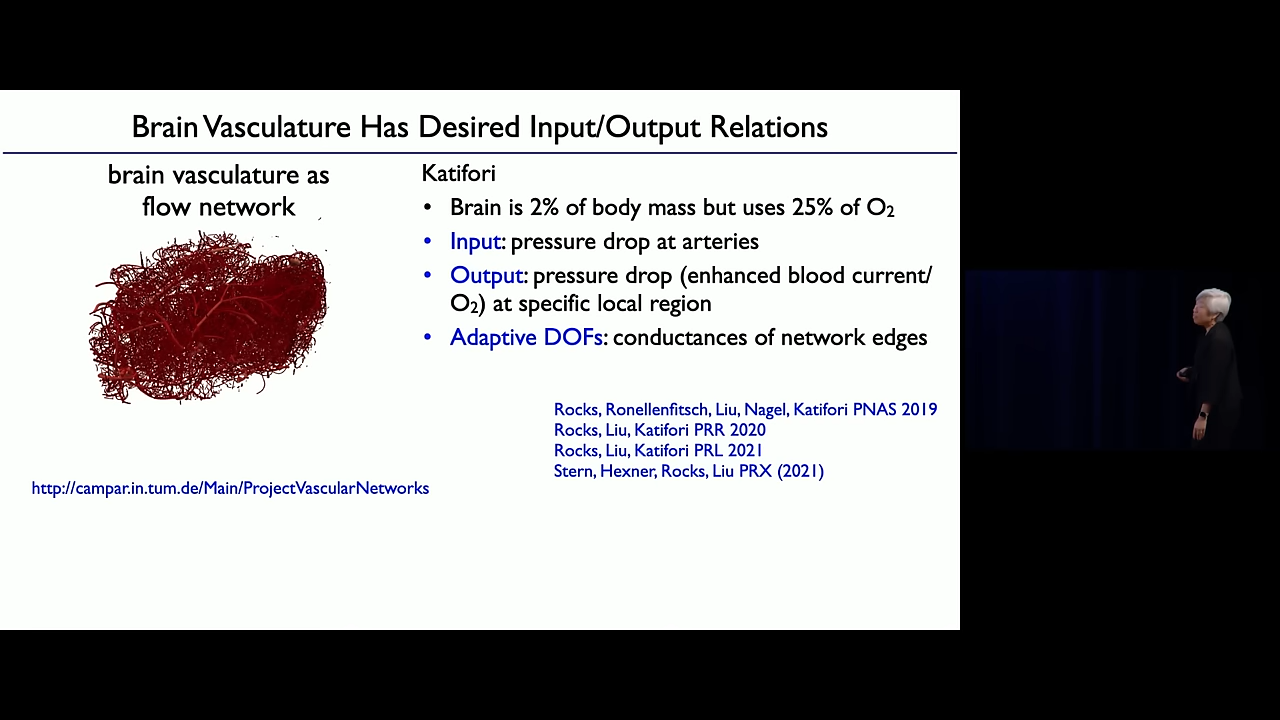 Brain Vasculature Has Desired Input/Output Relations
brain vasculature as
flow network
http://campar.in.tum.de/Main/ProjectVascularNetworks
Katifori
• Brain is 2% of body mass but uses 25% of O₂
• Input: pressure drop at arteries
• Output: pressure drop (enhanced blood current/
O₂) at specific local region
• Adaptive DOFs: conductances of network edges
Rocks, Ronellenfitsch, Liu, Nagel, Katifori PNAS 2019
Rocks, Liu, Katifori PRR 2020
Rocks, Liu, Katifori PRL 2021
Stern, Hexner, Rocks, Liu PRX (2021)